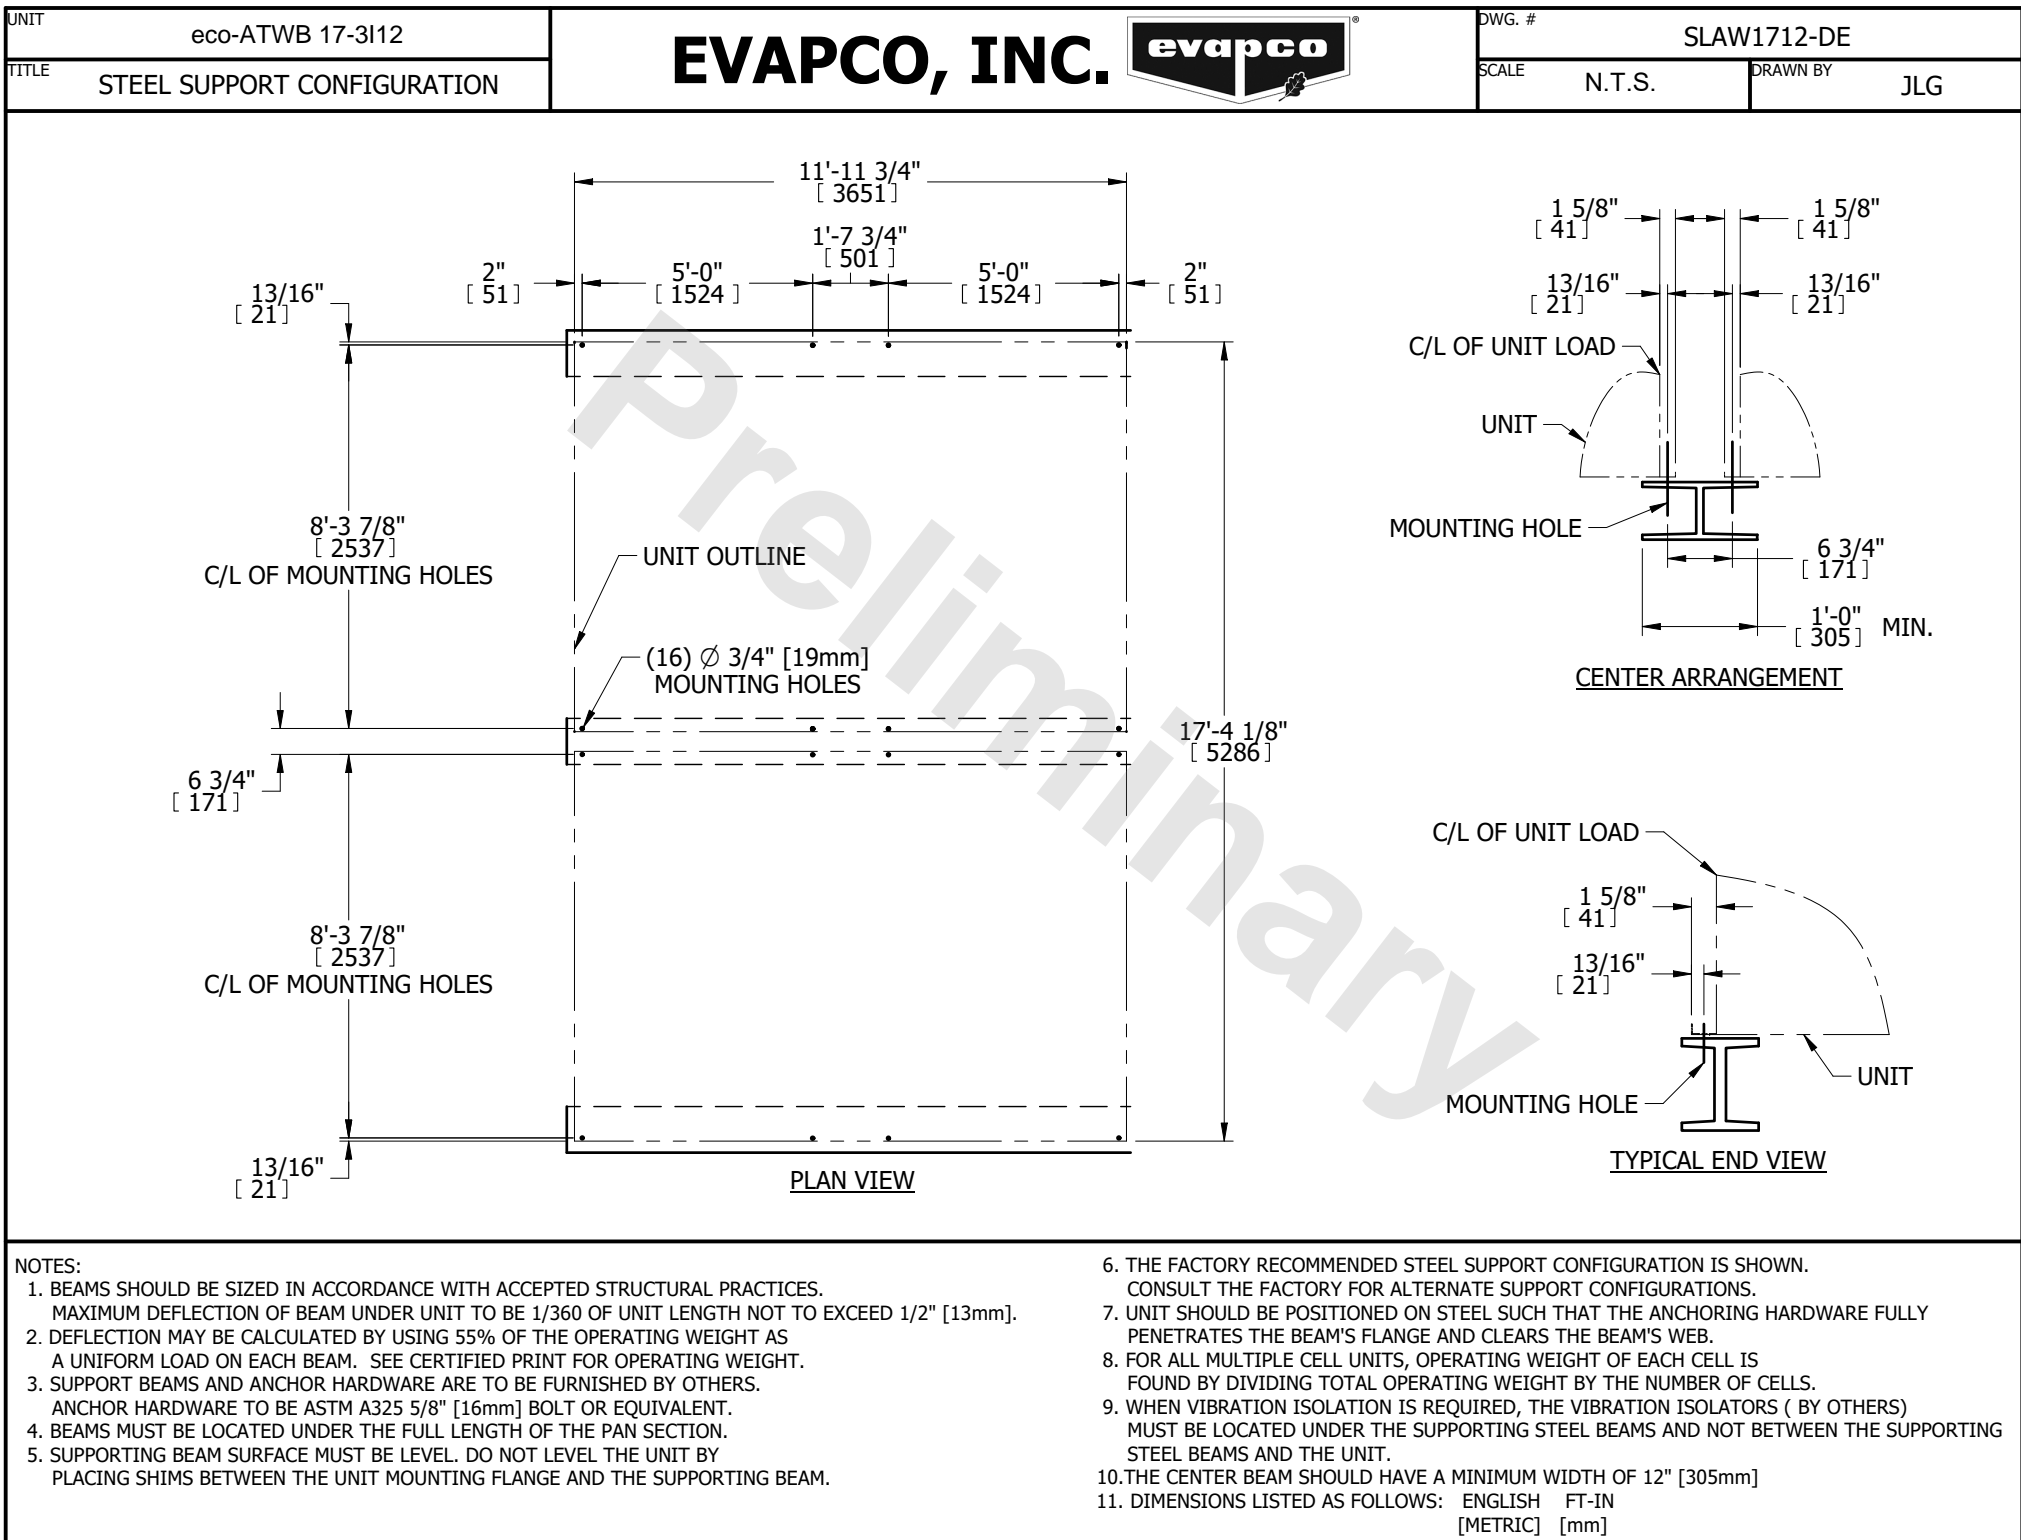 UNIT
eco-ATWB 17-3I12
TITLE
STEEL SUPPORT CONFIGURATION
EVAPCO, INC.
evapco
®
DWG. #
SLAW1712-DE
SCALE
N.T.S.
DRAWN BY
JLG
11'-11 3/4"
[ 3651]
1'-7 3/4"
[ 501 ]
2"
[ 51]
5'-0"
[ 1524 ]
5'-0"
[ 1524]
2"
[ 51]
13/16"
[ 21]
8'-3 7/8"
[ 2537]
C/L OF MOUNTING HOLES
UNIT OUTLINE
(16) Ø 3/4" [19mm]
MOUNTING HOLES
6 3/4"
[ 171]
17'-4 1/8"
[ 5286]
8'-3 7/8"
[ 2537]
C/L OF MOUNTING HOLES
13/16"
[ 21]
PLAN VIEW
Preliminary
1 5/8"
[ 41]
1 5/8"
[ 41]
13/16"
[ 21]
13/16"
[ 21]
C/L OF UNIT LOAD
UNIT
MOUNTING HOLE
6 3/4"
[ 171]
1'-0"
[ 305] MIN.
CENTER ARRANGEMENT
C/L OF UNIT LOAD
1 5/8"
[ 41]
13/16"
[ 21]
UNIT
MOUNTING HOLE
TYPICAL END VIEW
NOTES:
1. BEAMS SHOULD BE SIZED IN ACCORDANCE WITH ACCEPTED STRUCTURAL PRACTICES.
MAXIMUM DEFLECTION OF BEAM UNDER UNIT TO BE 1/360 OF UNIT LENGTH NOT TO EXCEED 1/2" [13mm].
2. DEFLECTION MAY BE CALCULATED BY USING 55% OF THE OPERATING WEIGHT AS
A UNIFORM LOAD ON EACH BEAM. SEE CERTIFIED PRINT FOR OPERATING WEIGHT.
3. SUPPORT BEAMS AND ANCHOR HARDWARE ARE TO BE FURNISHED BY OTHERS.
ANCHOR HARDWARE TO BE ASTM A325 5/8" [16mm] BOLT OR EQUIVALENT.
4. BEAMS MUST BE LOCATED UNDER THE FULL LENGTH OF THE PAN SECTION.
5. SUPPORTING BEAM SURFACE MUST BE LEVEL. DO NOT LEVEL THE UNIT BY
PLACING SHIMS BETWEEN THE UNIT MOUNTING FLANGE AND THE SUPPORTING BEAM.
6. THE FACTORY RECOMMENDED STEEL SUPPORT CONFIGURATION IS SHOWN.
CONSULT THE FACTORY FOR ALTERNATE SUPPORT CONFIGURATIONS.
7. UNIT SHOULD BE POSITIONED ON STEEL SUCH THAT THE ANCHORING HARDWARE FULLY
PENETRATES THE BEAM'S FLANGE AND CLEARS THE BEAM'S WEB.
8. FOR ALL MULTIPLE CELL UNITS, OPERATING WEIGHT OF EACH CELL IS
FOUND BY DIVIDING TOTAL OPERATING WEIGHT BY THE NUMBER OF CELLS.
9. WHEN VIBRATION ISOLATION IS REQUIRED, THE VIBRATION ISOLATORS ( BY OTHERS)
MUST BE LOCATED UNDER THE SUPPORTING STEEL BEAMS AND NOT BETWEEN THE SUPPORTING
STEEL BEAMS AND THE UNIT.
10.THE CENTER BEAM SHOULD HAVE A MINIMUM WIDTH OF 12" [305mm]
11. DIMENSIONS LISTED AS FOLLOWS: ENGLISH FT-IN
[METRIC] [mm]